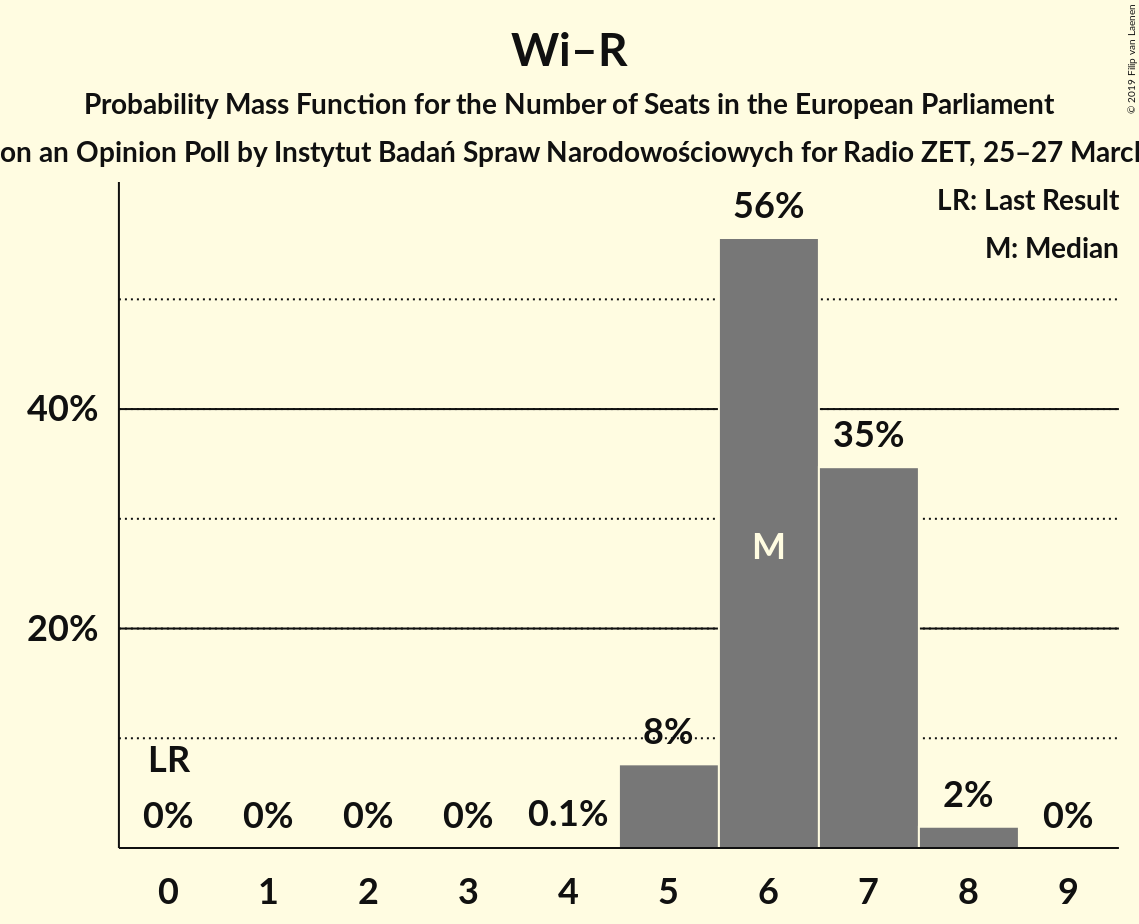 Wi–R
Probability Mass Function for the Number of Seats in the European Parliament
on an Opinion Poll by Instytut Badań Spraw Narodowościowych for Radio ZET, 25–27 March
© 2019 Filip van Laenen
LR: Last Result
M: Median
56%
40%
35%
M
20%
8%
LR
2%
0% 0% 0% 0% 0.1% 0%
0 1 2 3 4 5 6 7 8 9